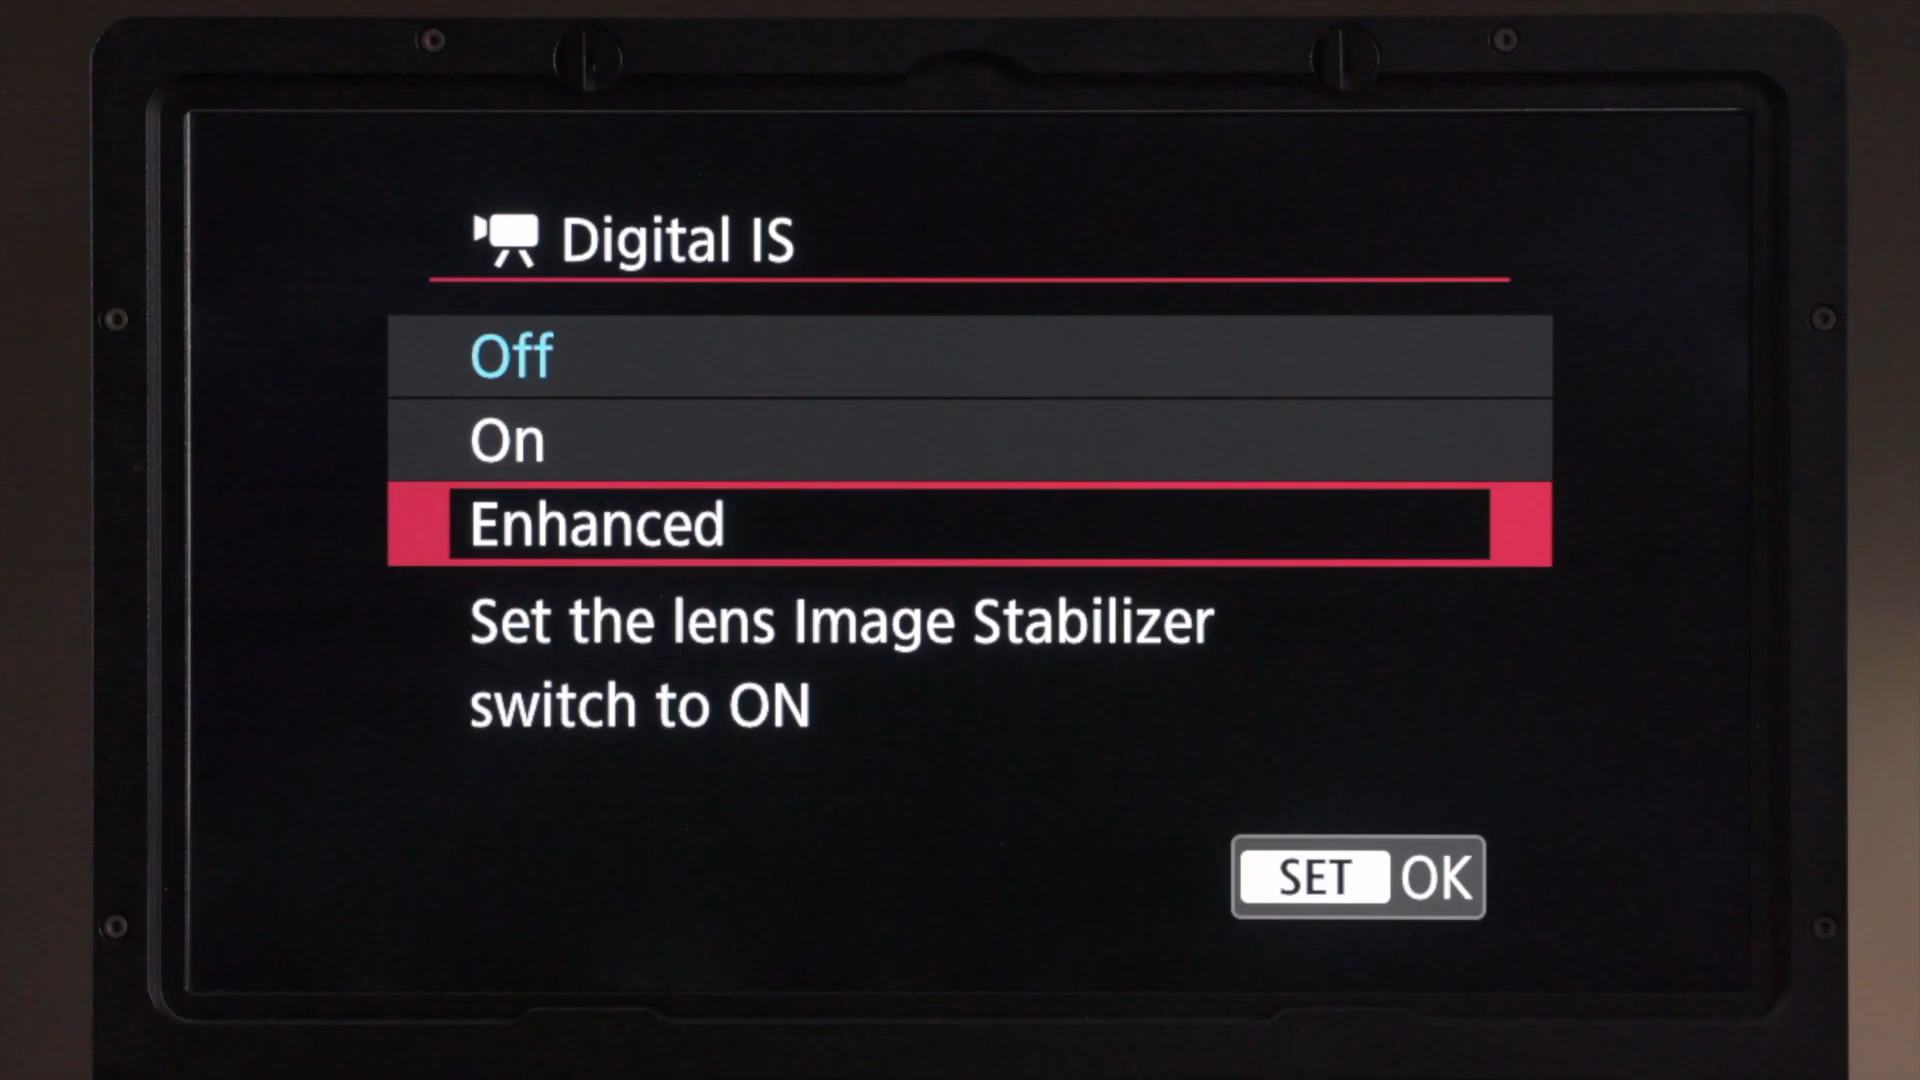 Digital IS
Off
On
Enhanced
Set the lens Image Stabilizer
switch to ON
SET OK